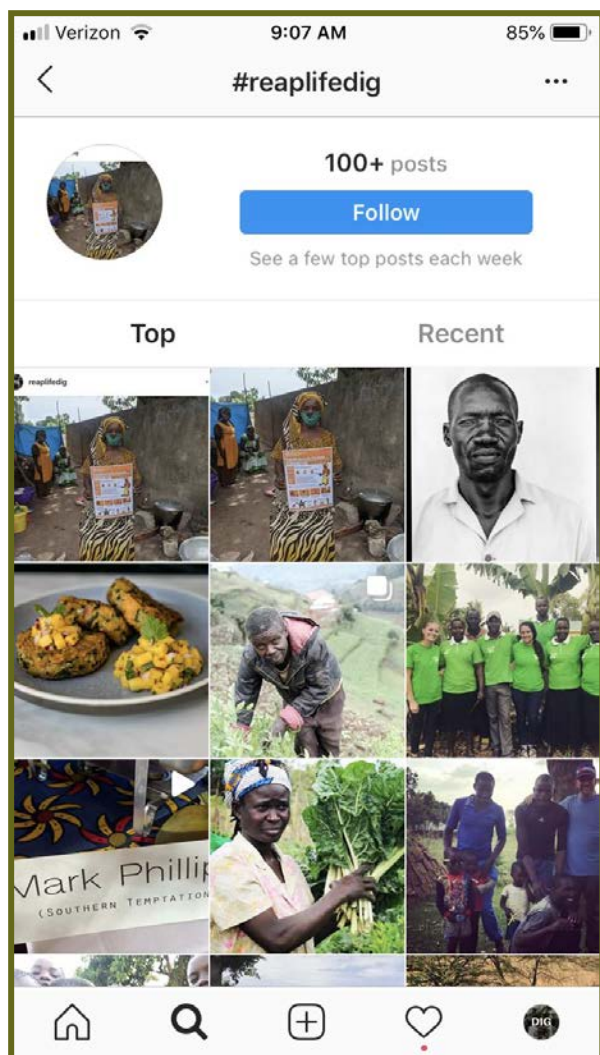 Verizon 9:07 AM 85%
#reaplifedig
100+ posts
Follow
See a few top posts each week
Top Recent
reaplifedig
Mark Phillip
(SOUTHERN TEMPTATION
DIG